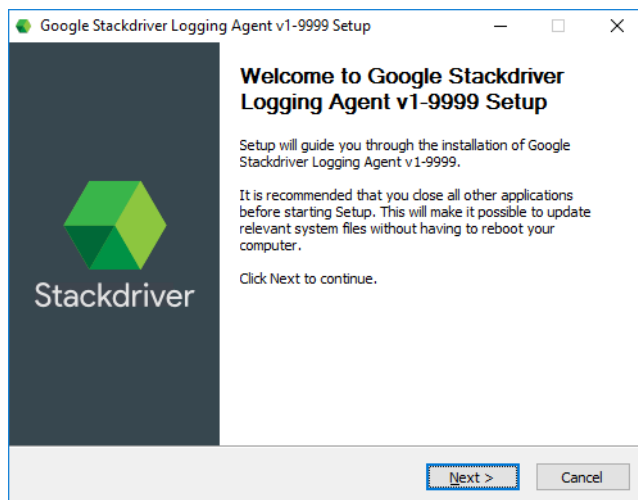 Google Stackdriver Logging Agent v1-9999 Setup
Welcome to Google Stackdriver
Logging Agent v1-9999 Setup
Setup will guide you through the installation of Google
Stackdriver Logging Agent v1-9999.
It is recommended that you close all other applications
before starting Setup. This will make it possible to update
relevant system files without having to reboot your
computer.
Click Next to continue.
Stackdriver
Next >
Cancel